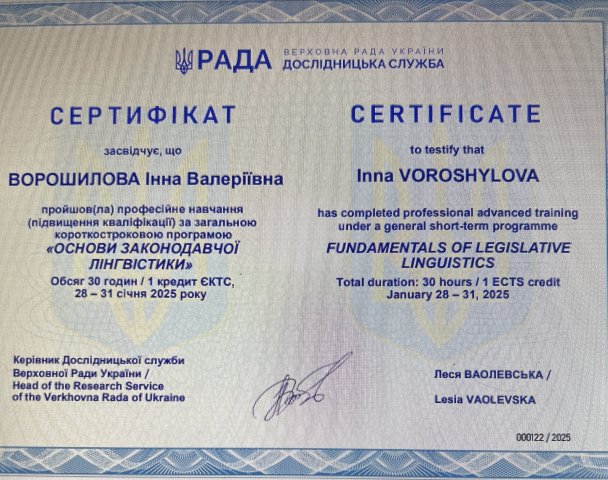 РАДА
ВЕРХОВНА РАДА УКРАЇНИ
ДОСЛІДНИЦЬКА СЛУЖБА
СЕРТИФІКАТ
засвідчує, що
ВОРОШИЛОВА Інна Валеріївна
пройшов(ла) професійне навчання
(підвищення кваліфікації) за загальною
короткостроковою програмою
«ОСНОВИ ЗАКОНОДАВЧОЇ
ЛІНГВІСТИКИ»
Обсяг 30 годин / 1 кредит ЄКТС,
28 – 31 січня 2025 року
CERTIFICATE
to testify that
Inna VOROSHYLOVA
has completed professional advanced training
under a general short-term programme
FUNDAMENTALS OF LEGISLATIVE
LINGUISTICS
Total duration: 30 hours / 1 ECTS credit
January 28 – 31, 2025
Керівник Дослідницької служби
Верховної Ради України /
Head of the Research Service
of the Verkhovna Rada of Ukraine
Леся ВАОЛЕВСЬКА /
Lesia VAOLEVSKA
000122 / 2025